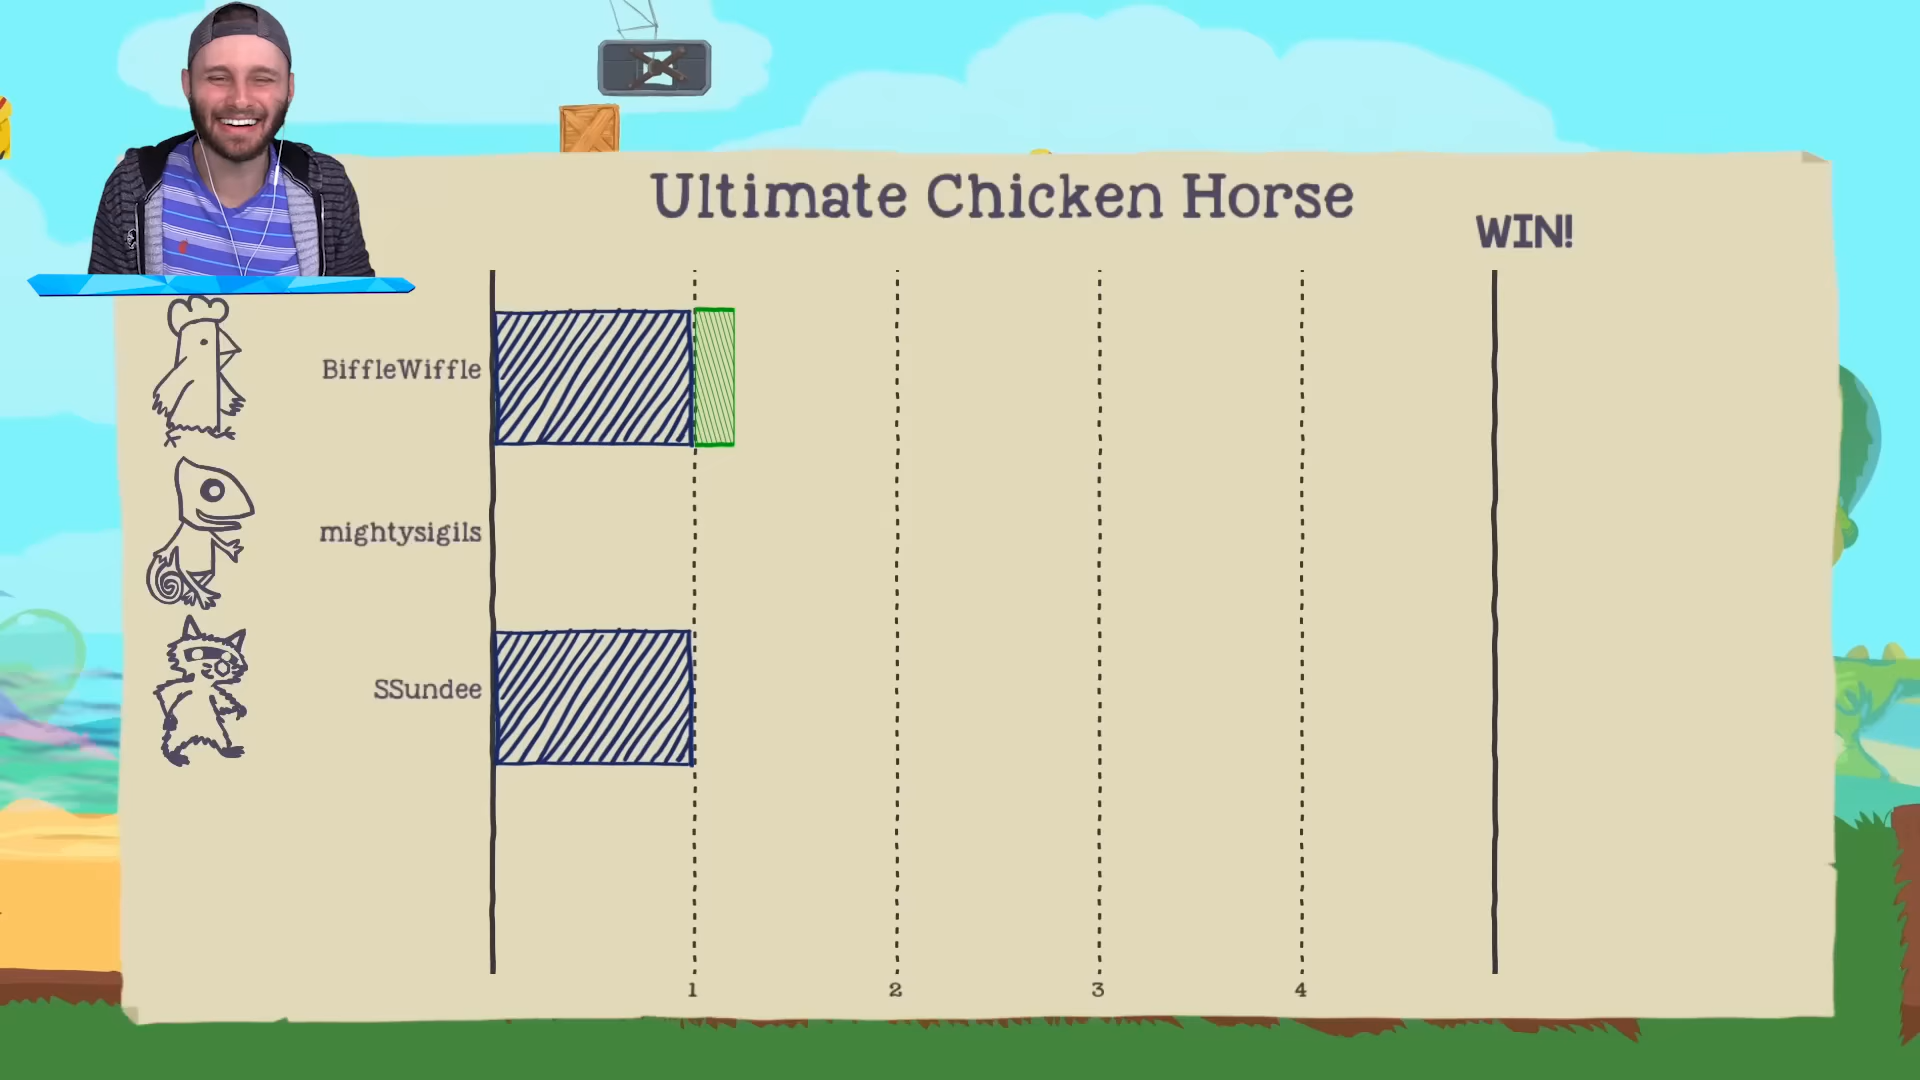 Ultimate Chicken Horse
WIN!
BiffleWiffle
mightysigils
SSundee
1 2 3 4